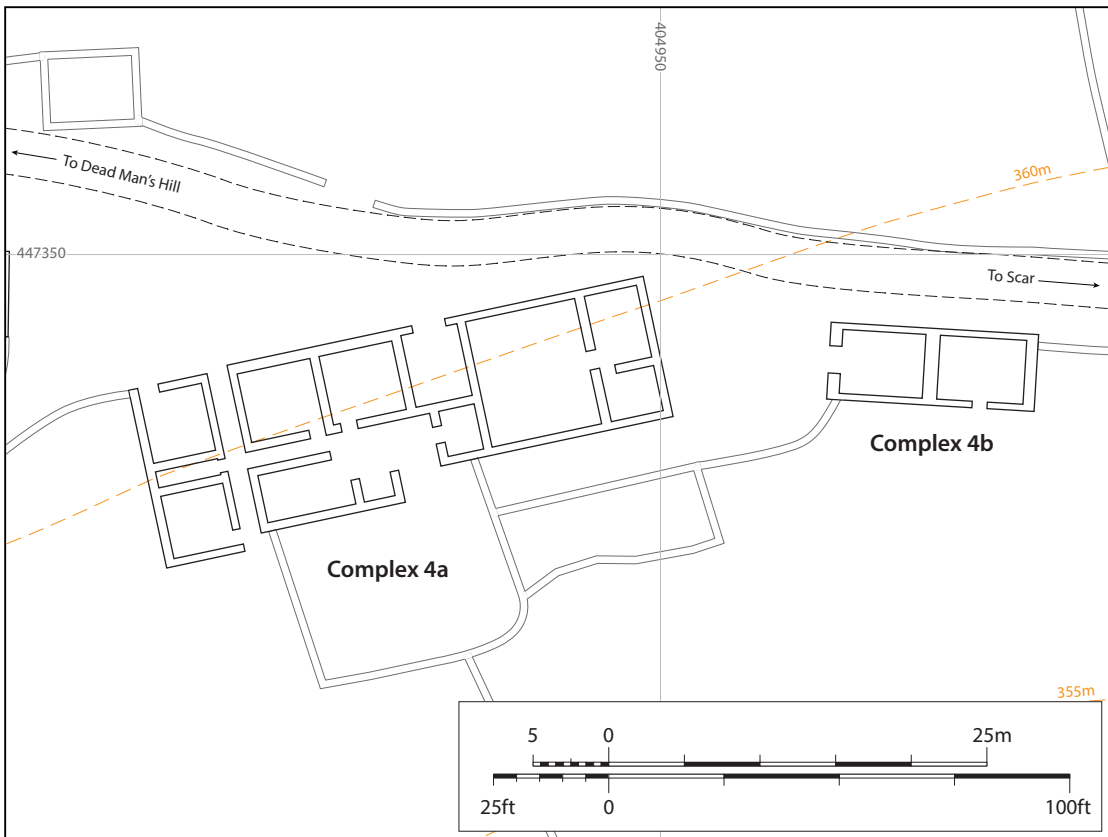 404950
360m
To Dead Man's Hill
447350
To Scar
Complex 4b
Complex 4a
355m
5 0 25m
25ft 0 100ft